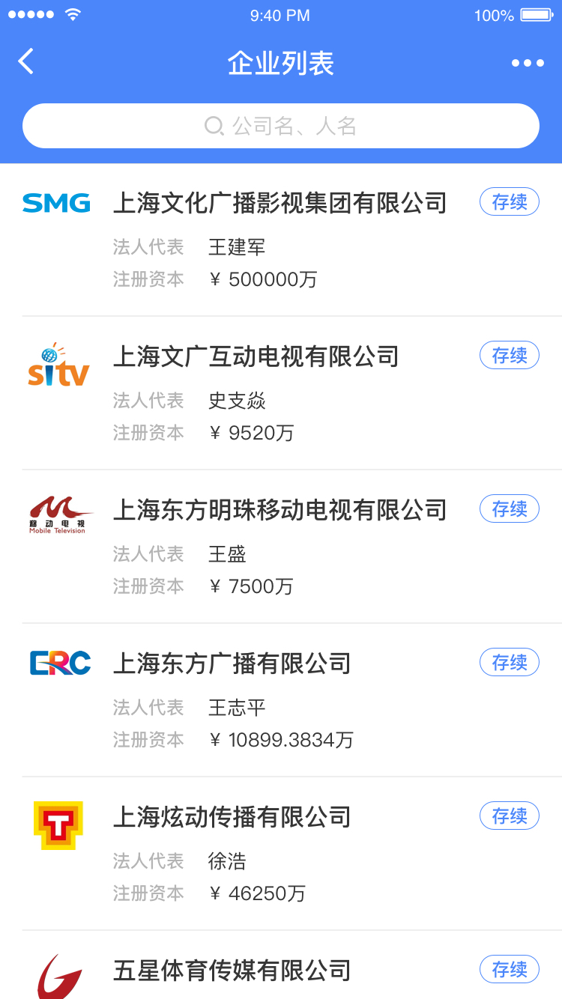 9:40 PM
100%
企业列表
公司名、人名
SMG
上海文化广播影视集团有限公司
存续
法人代表 王建军
注册资本 ¥ 500000万
sitv
上海文广互动电视有限公司
存续
法人代表 史支焱
注册资本 ¥ 9520万
移动电视
Mobile Television
上海东方明珠移动电视有限公司
存续
法人代表 王盛
注册资本 ¥ 7500万
ERC
上海东方广播有限公司
存续
法人代表 王志平
注册资本 ¥ 10899.3834万
T
上海炫动传播有限公司
存续
法人代表 徐浩
注册资本 ¥ 46250万
五星体育传媒有限公司
存续